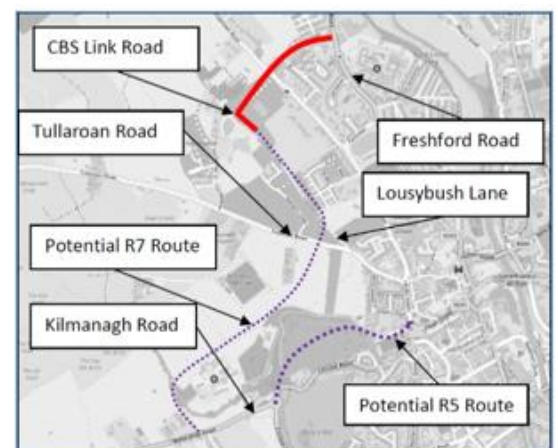 CBS Link Road
Tullaroan Road
Freshford Road
Lousybush Lane
Potential R7 Route
Kilmanagh Road
Potential R5 Route